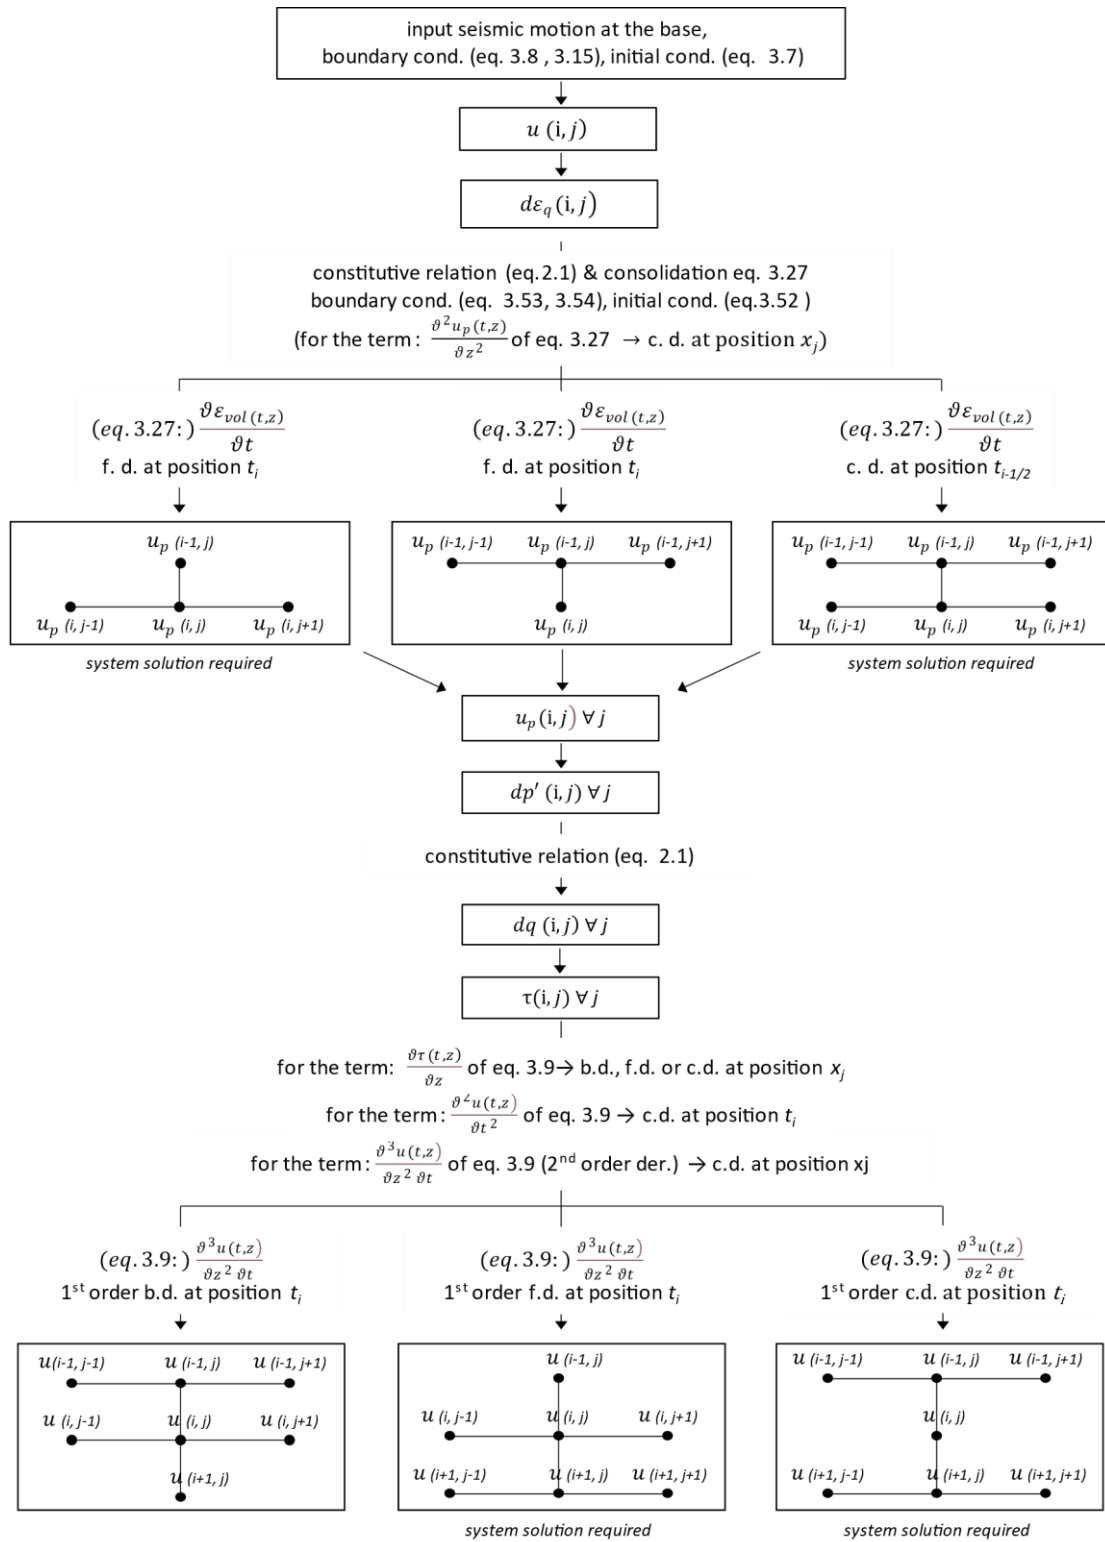 input seismic motion at the base,
boundary cond. (eq. 3.8 , 3.15), initial cond. (eq. 3.7)
u (i, j)
dε_q (i, j)
constitutive relation (eq.2.1) & consolidation eq. 3.27
boundary cond. (eq. 3.53, 3.54), initial cond. (eq.3.52 )
(for the term : ϑ²u_p(t,z)/ϑz² of eq. 3.27 → c. d. at position x_j)
(eq. 3.27: ) ϑε_vol (t,z)/ϑt
f. d. at position t_i
(eq. 3.27: ) ϑε_vol (t,z)/ϑt
f. d. at position t_i
(eq. 3.27: ) ϑε_vol (t,z)/ϑt
c. d. at position t_i-1/2
u_p (i-1, j)
u_p (i, j-1) u_p (i, j) u_p (i, j+1)
system solution required
u_p (i-1, j-1) u_p (i-1, j) u_p (i-1, j+1)
u_p (i, j)
u_p (i-1, j-1) u_p (i-1, j) u_p (i-1, j+1)
u_p (i, j-1) u_p (i, j) u_p (i, j+1)
system solution required
u_p (i, j) ∀ j
dp′ (i, j) ∀ j
constitutive relation (eq. 2.1)
dq (i, j) ∀ j
τ(i, j) ∀ j
for the term: ϑτ(t,z)/ϑz of eq. 3.9→ b.d., f.d. or c.d. at position x_j
for the term : ϑ²u(t,z)/ϑt² of eq. 3.9 → c.d. at position t_i
for the term : ϑ³u(t,z)/ϑz² ϑt of eq. 3.9 (2nd order der.) → c.d. at position xj
(eq. 3.9: ) ϑ³u(t,z)/ϑz² ϑt
1st order b.d. at position t_i
(eq. 3.9: ) ϑ³u(t,z)/ϑz² ϑt
1st order f.d. at position t_i
(eq. 3.9: ) ϑ³u(t,z)/ϑz² ϑt
1st order c.d. at position t_i
u(i-1, j-1) u (i-1, j) u (i-1, j+1)
u (i, j-1) u (i, j) u (i, j+1)
u (i+1, j)
u (i-1, j)
u (i, j-1) u (i, j) u (i, j+1)
u (i+1, j-1) u (i+1, j) u (i+1, j+1)
system solution required
u (i-1, j-1) u (i-1, j) u (i-1, j+1)
u (i, j)
u (i+1, j-1) u (i+1, j) u (i+1, j+1)
system solution required